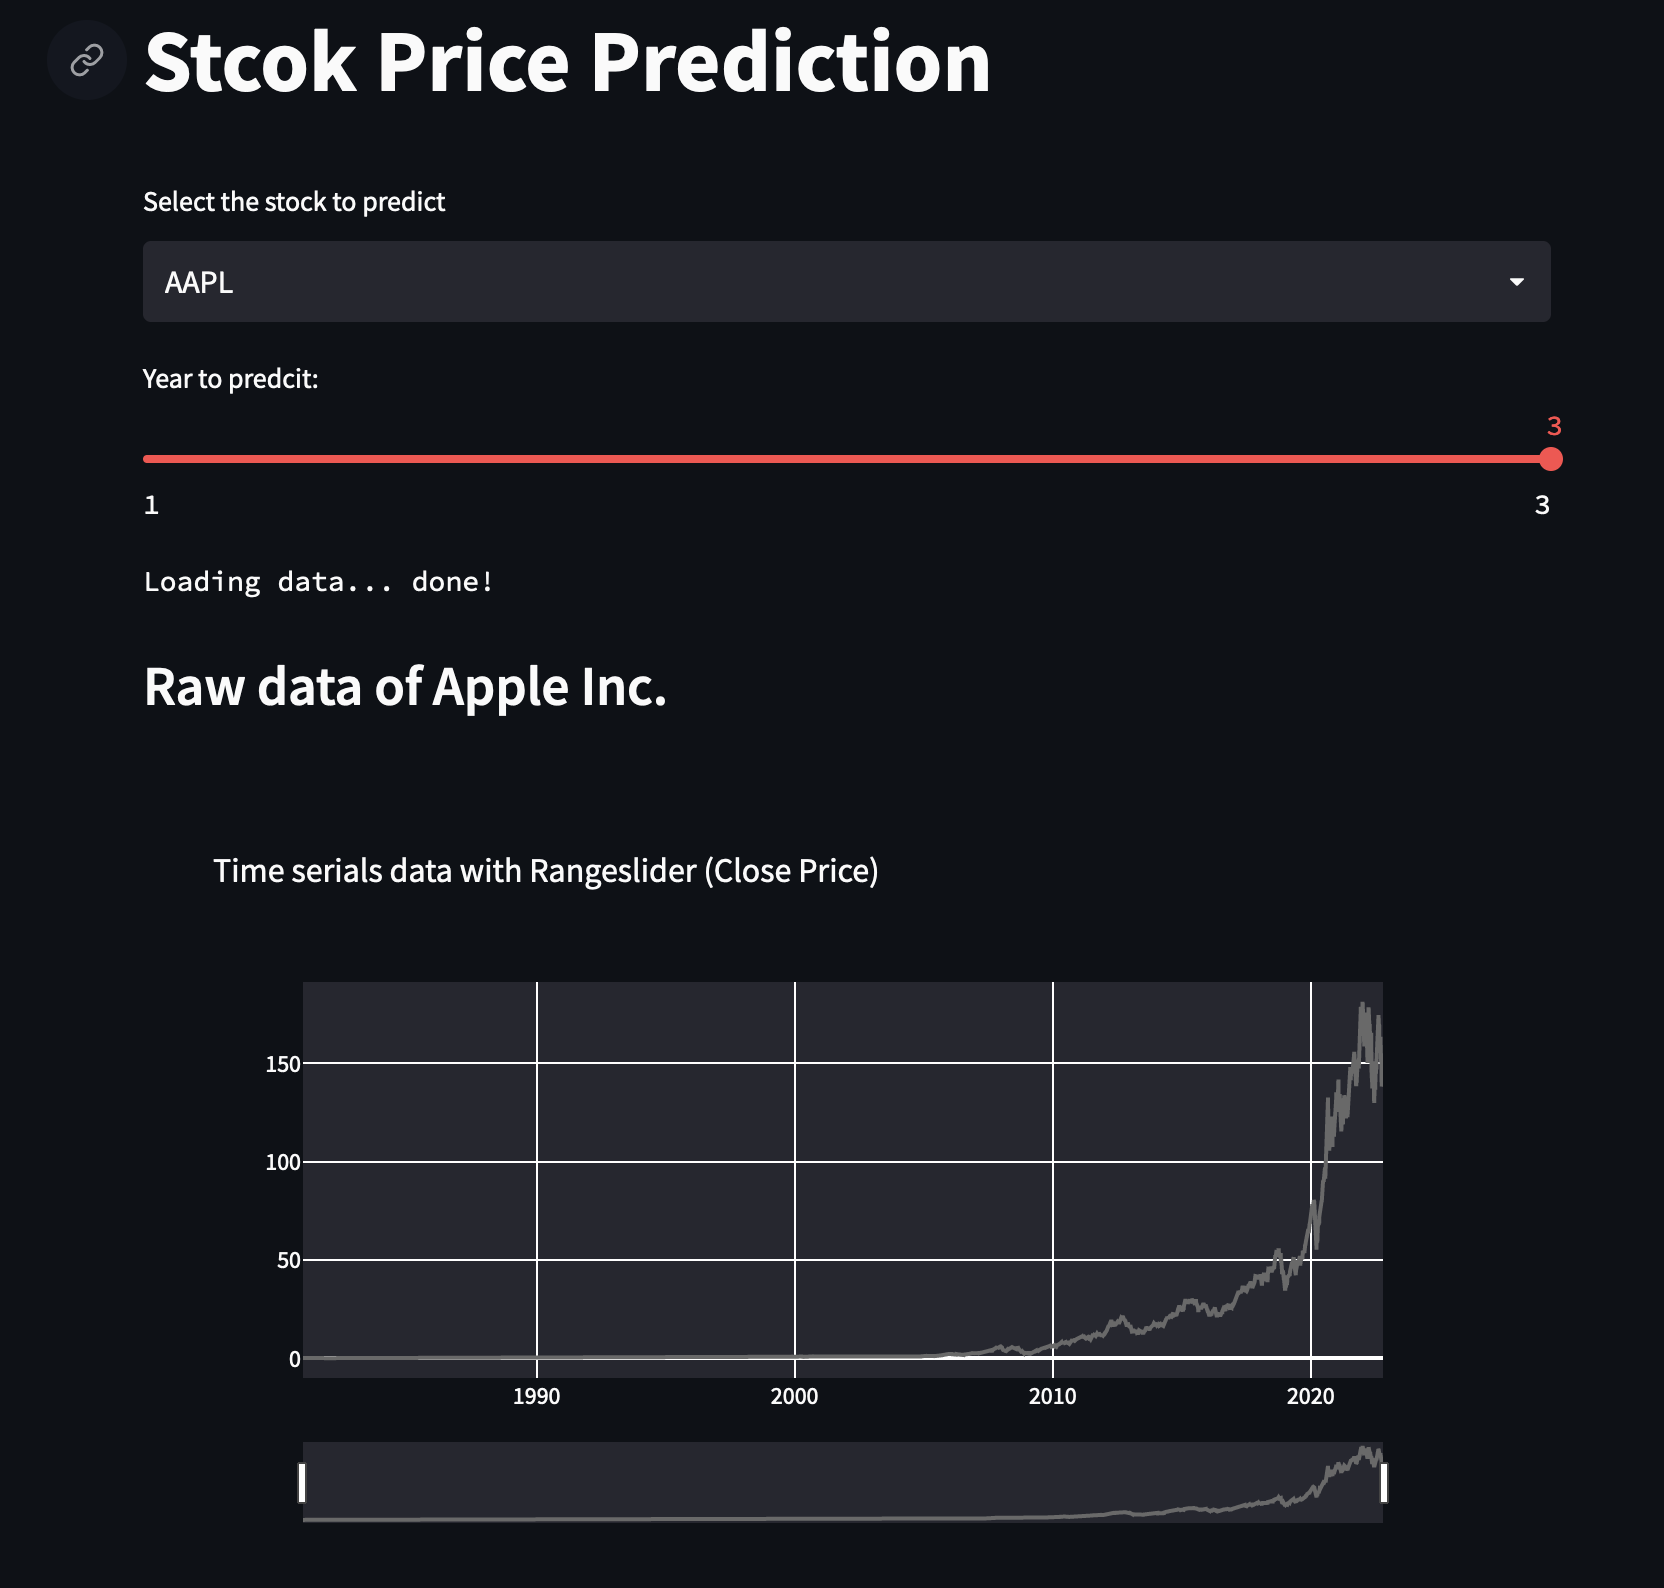 Stcok Price Prediction
Select the stock to predict
AAPL
Year to predcit:
3
1
3
Loading data... done!
Raw data of Apple Inc.
Time serials data with Rangeslider (Close Price)
150
100
50
0
1990
2000
2010
2020